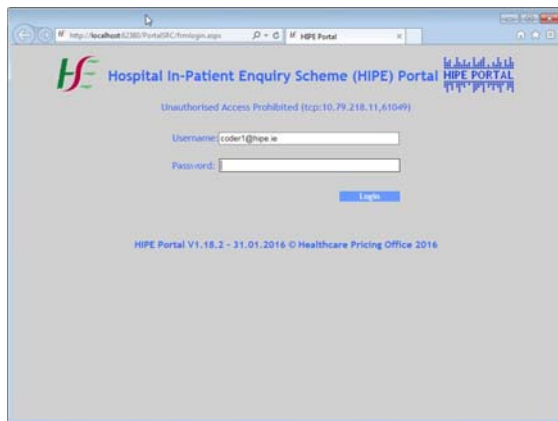 http://localhost:62380/PortalSRC/frmlogin.aspx
HIPE Portal
Hospital In-Patient Enquiry Scheme (HIPE) Portal
HIPE PORTAL
Unauthorised Access Prohibited (tcp:10.79.218.11,61049)
Username: coder1@hipe.ie
Password:
Login
HIPE Portal V1.18.2 - 31.01.2016 © Healthcare Pricing Office 2016